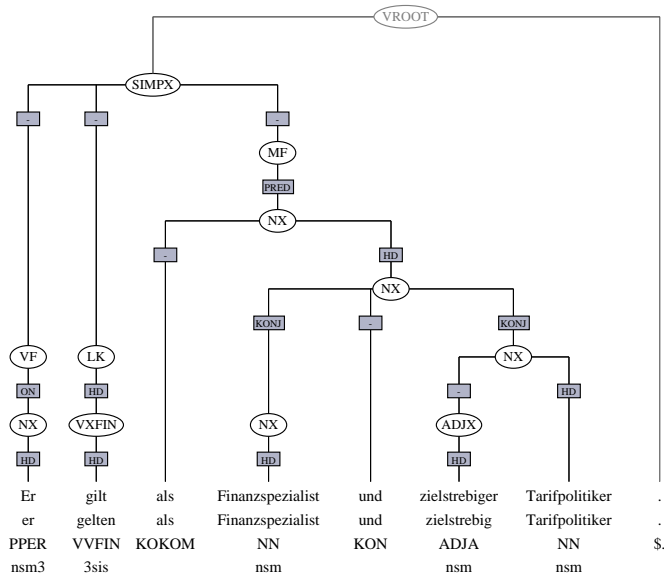 VROOT
SIMPX
- - -
MF
PRED
NX
- HD
NX
KONJ - KONJ
VF LK NX
ON HD - HD
NX VXFIN NX ADJX
HD HD HD HD
Er gilt als Finanzspezialist und zielstrebiger Tarifpolitiker .
er gelten als Finanzspezialist und zielstrebig Tarifpolitiker .
PPER VVFIN KOKOM NN KON ADJA NN $.
nsm3 3sis nsm nsm nsm